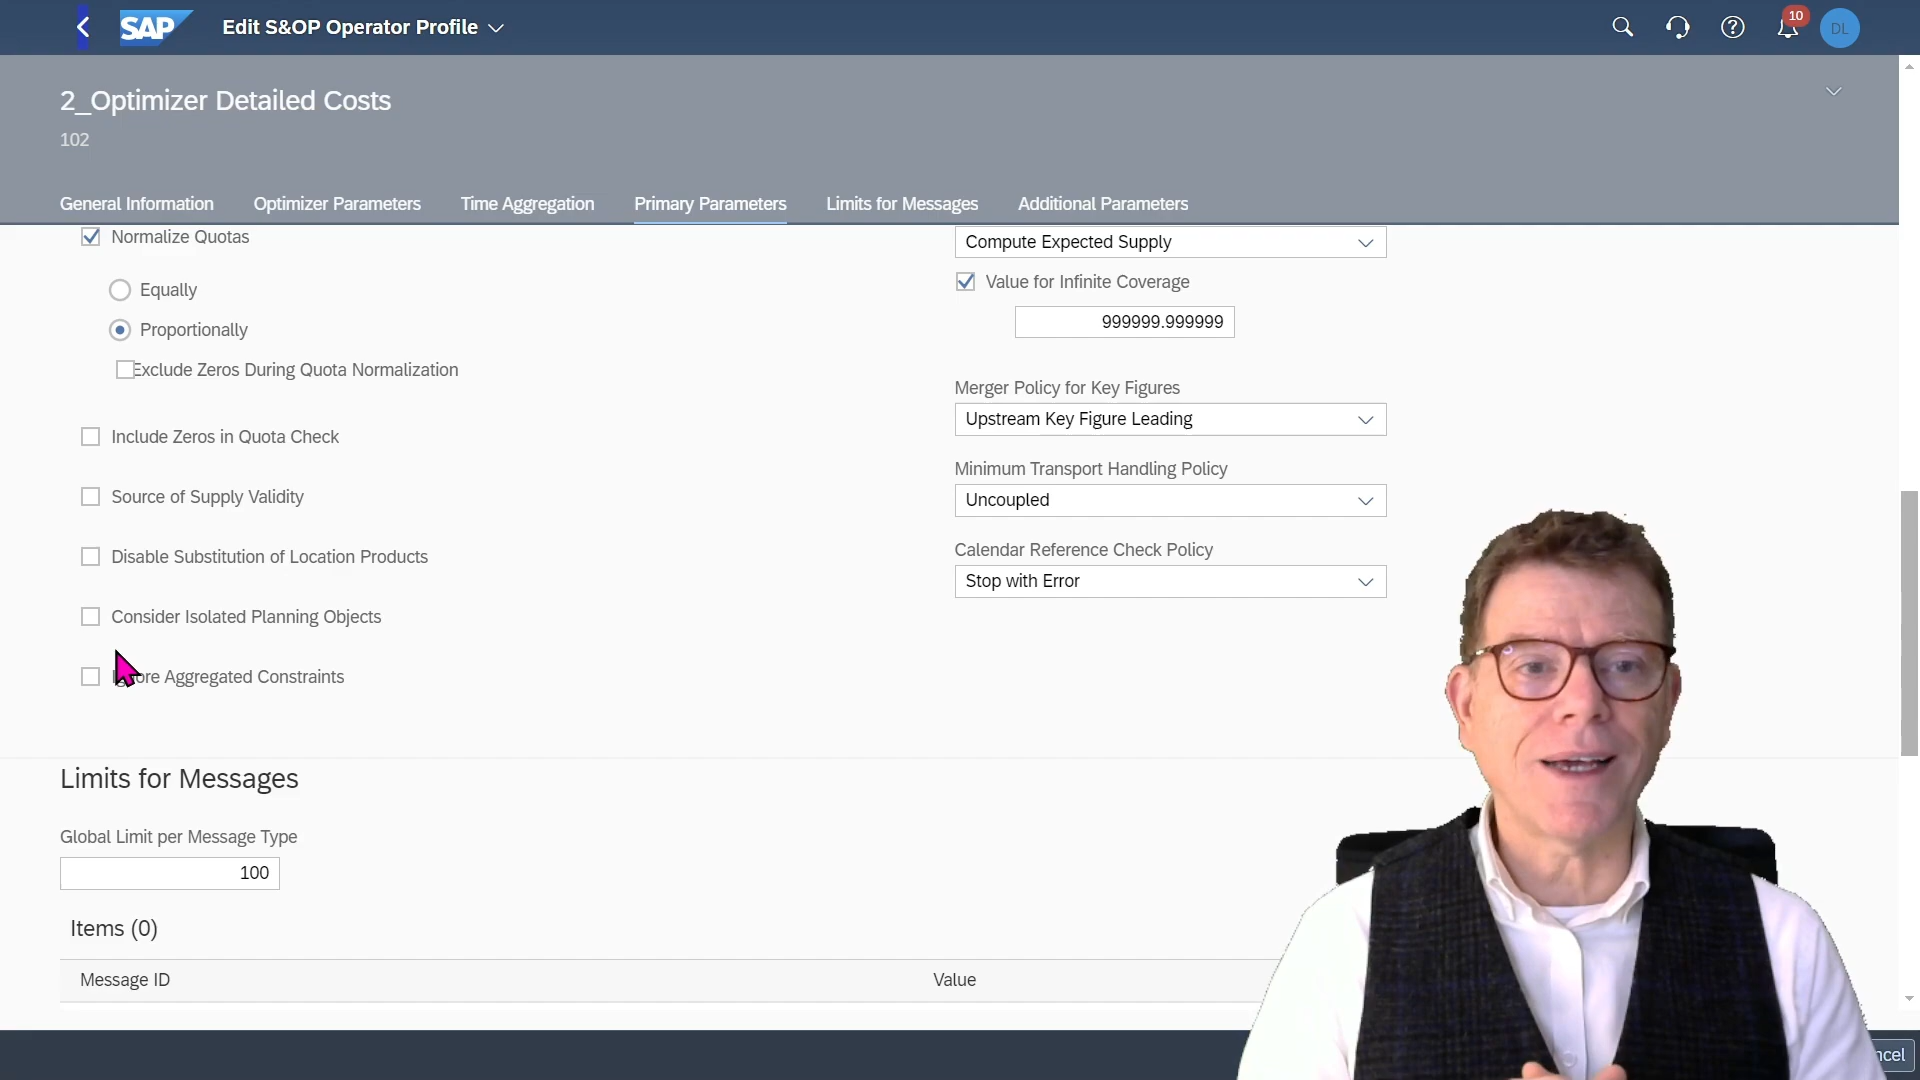 SAP Edit S&OP Operator Profile
10
DL
2_Optimizer Detailed Costs
102
General Information Optimizer Parameters Time Aggregation Primary Parameters Limits for Messages Additional Parameters
Normalize Quotas
Equally
Proportionally
Exclude Zeros During Quota Normalization
Include Zeros in Quota Check
Source of Supply Validity
Disable Substitution of Location Products
Consider Isolated Planning Objects
Aggregated Constraints
Compute Expected Supply
Value for Infinite Coverage
999999.999999
Merger Policy for Key Figures
Upstream Key Figure Leading
Minimum Transport Handling Policy
Uncoupled
Calendar Reference Check Policy
Stop with Error
Limits for Messages
Global Limit per Message Type
100
Items (0)
Message ID Value